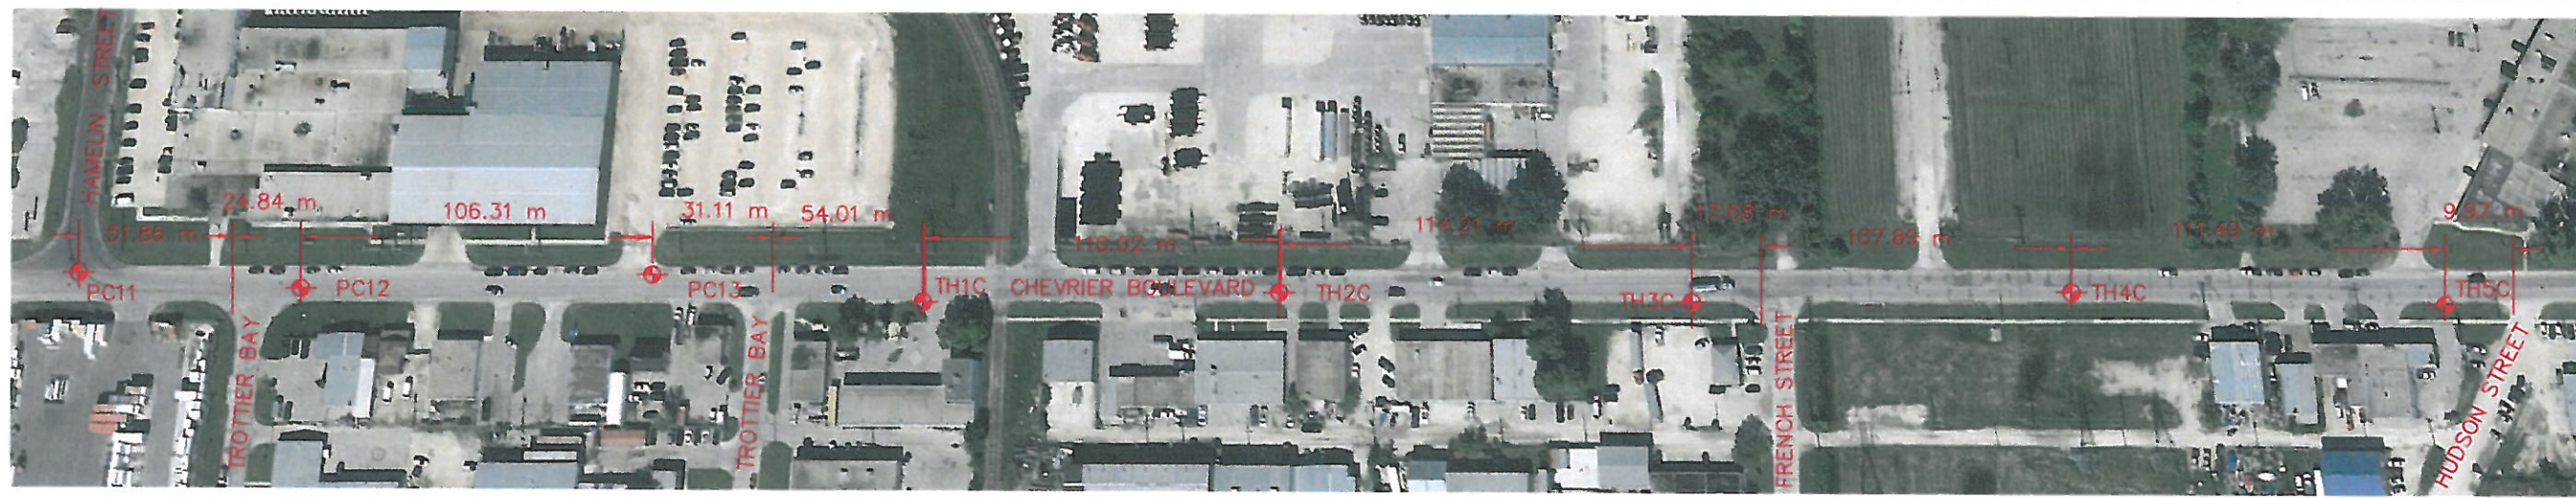 HAMELIN STREET
24.84 m
106.31 m
31.11 m
54.01 m
51.86 m
116.02 m
114.21 m
17.68 m
107.89 m
111.49 m
9.97 m
PC11
PC12
PC13
TH1C
CHEVRIER BOULEVARD
TH2C
TH3C
TH4C
TH5C
TROTTIER BAY
TROTTIER BAY
FRENCH STREET
HUDSON STREET